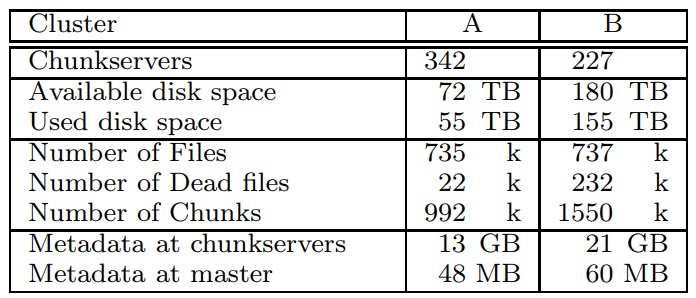 Cluster A B
Chunkservers 342 227
Available disk space 72 TB 180 TB
Used disk space 55 TB 155 TB
Number of Files 735 k 737 k
Number of Dead files 22 k 232 k
Number of Chunks 992 k 1550 k
Metadata at chunkservers 13 GB 21 GB
Metadata at master 48 MB 60 MB